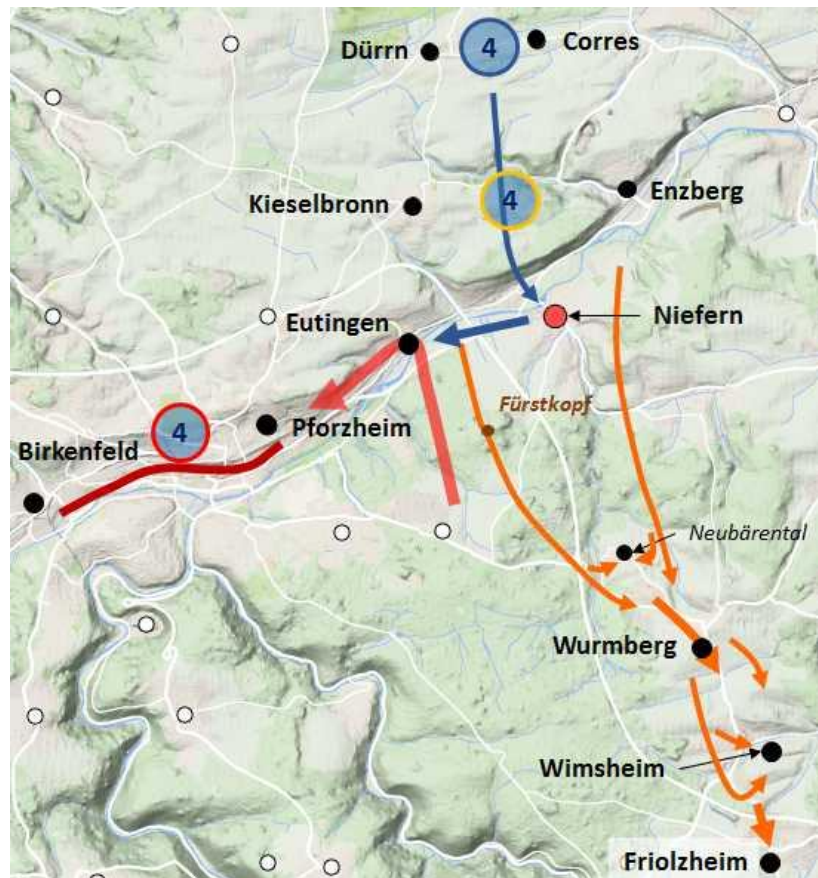 Dürrn
4
Corres
Kieselbronn
4
Enzberg
Eutingen
Niefern
Fürstkopf
4
Pforzheim
Birkenfeld
Neubärental
Wurmberg
Wimsheim
Friolzheim